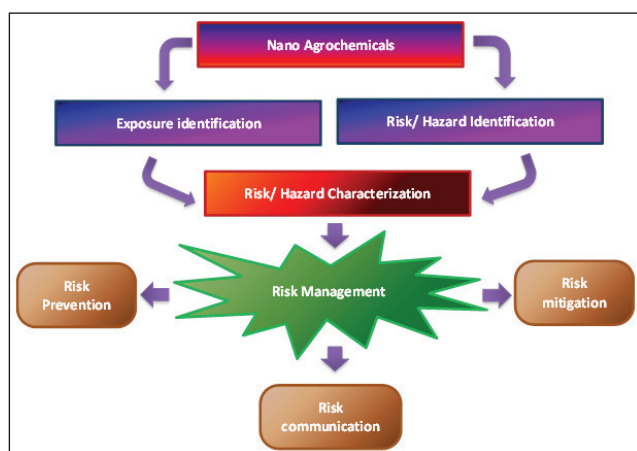 Nano Agrochemicals
Exposure identification
Risk/ Hazard Identification
Risk/ Hazard Characterization
Risk
Prevention
Risk Management
Risk
mitigation
Risk
communication